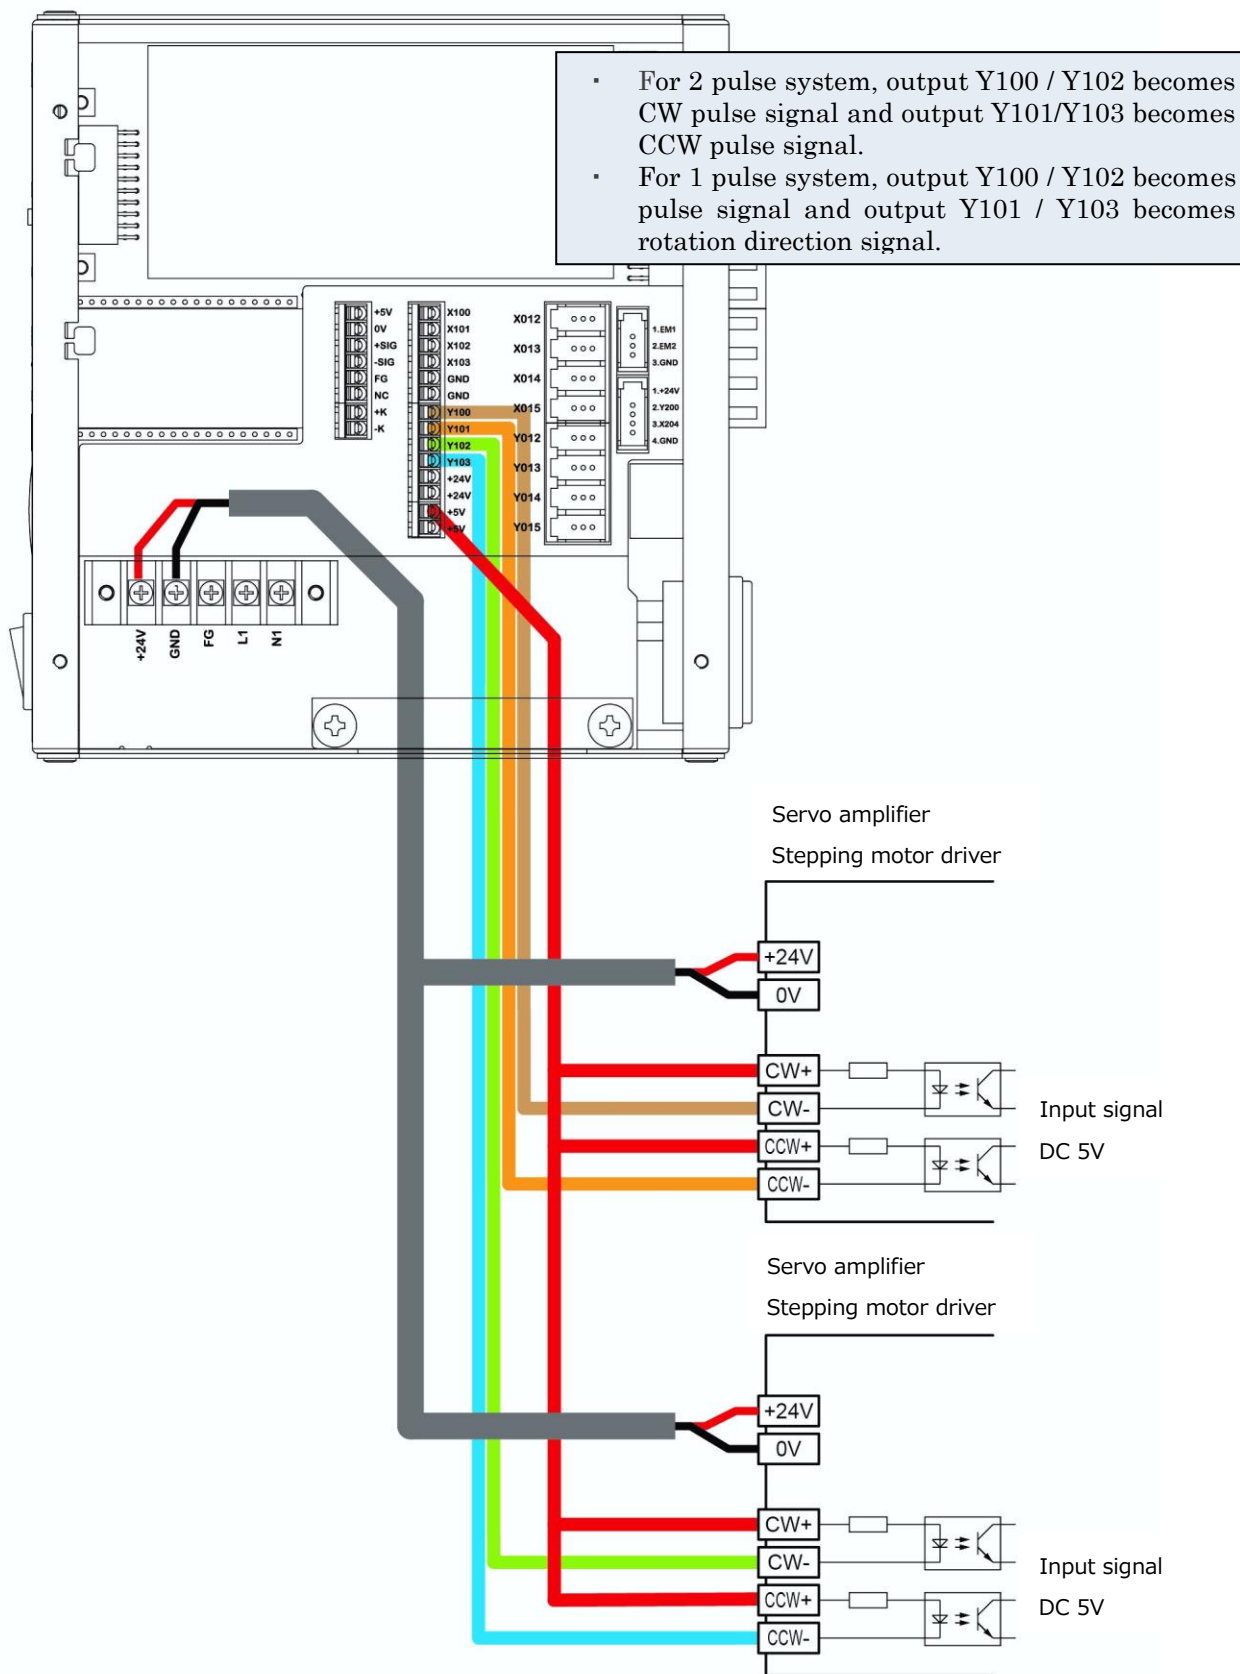 · For 2 pulse system, output Y100 / Y102 becomes
CW pulse signal and output Y101/Y103 becomes
CCW pulse signal.
· For 1 pulse system, output Y100 / Y102 becomes
pulse signal and output Y101 / Y103 becomes
rotation direction signal.
+5V
0V
+SIG
-SIG
FG
NC
+K
-K
X100
X101
X102
X103
GND
GND
Y100
Y101
Y102
Y103
+24V
+24V
+5V
+5V
X012
X013
X014
X015
Y012
Y013
Y014
Y015
1.EM1
2.EM2
3.GND
1.+24V
2.Y200
3.X204
4.GND
+24V
GND
FG
L1
N1
Servo amplifier
Stepping motor driver
+24V
0V
CW+
CW-
CCW+
CCW-
Input signal
DC 5V
Servo amplifier
Stepping motor driver
+24V
0V
CW+
CW-
CCW+
CCW-
Input signal
DC 5V